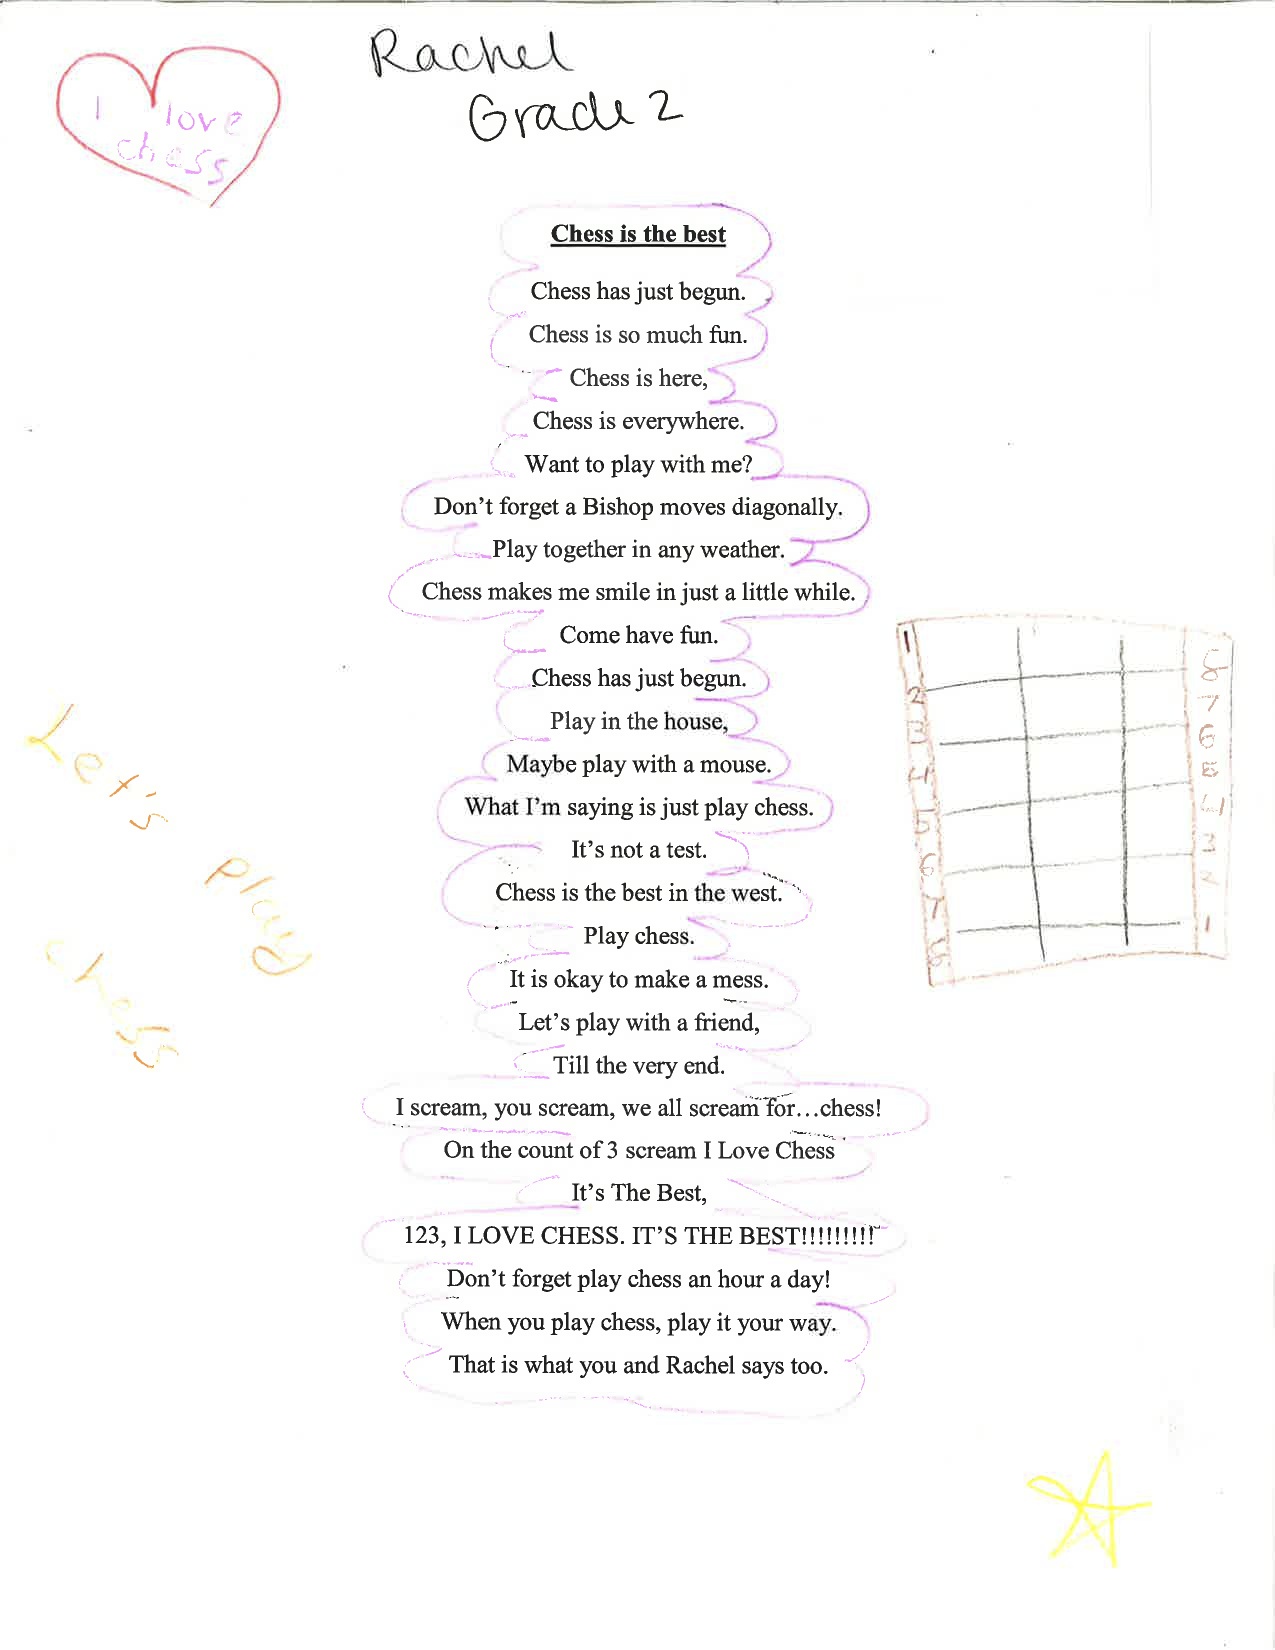 Rachel
Grade 2
I love
chess
Chess is the best
Chess has just begun.
Chess is so much fun.
Chess is here,
Chess is everywhere.
Want to play with me?
Don't forget a Bishop moves diagonally.
Play together in any weather.
Chess makes me smile in just a little while.
Come have fun.
Chess has just begun.
Play in the house,
Maybe play with a mouse.
What I'm saying is just play chess.
It's not a test.
Chess is the best in the west.
Play chess.
It is okay to make a mess.
Let's play with a friend,
Till the very end.
I scream, you scream, we all scream for…chess!
On the count of 3 scream I Love Chess
It's The Best,
123, I LOVE CHESS. IT'S THE BEST!!!!!!!!!
Don't forget play chess an hour a day!
When you play chess, play it your way.
That is what you and Rachel says too.
Let's play
chess
1
2
3
4
5
6
7
8
8
7
6
5
4
3
2
1